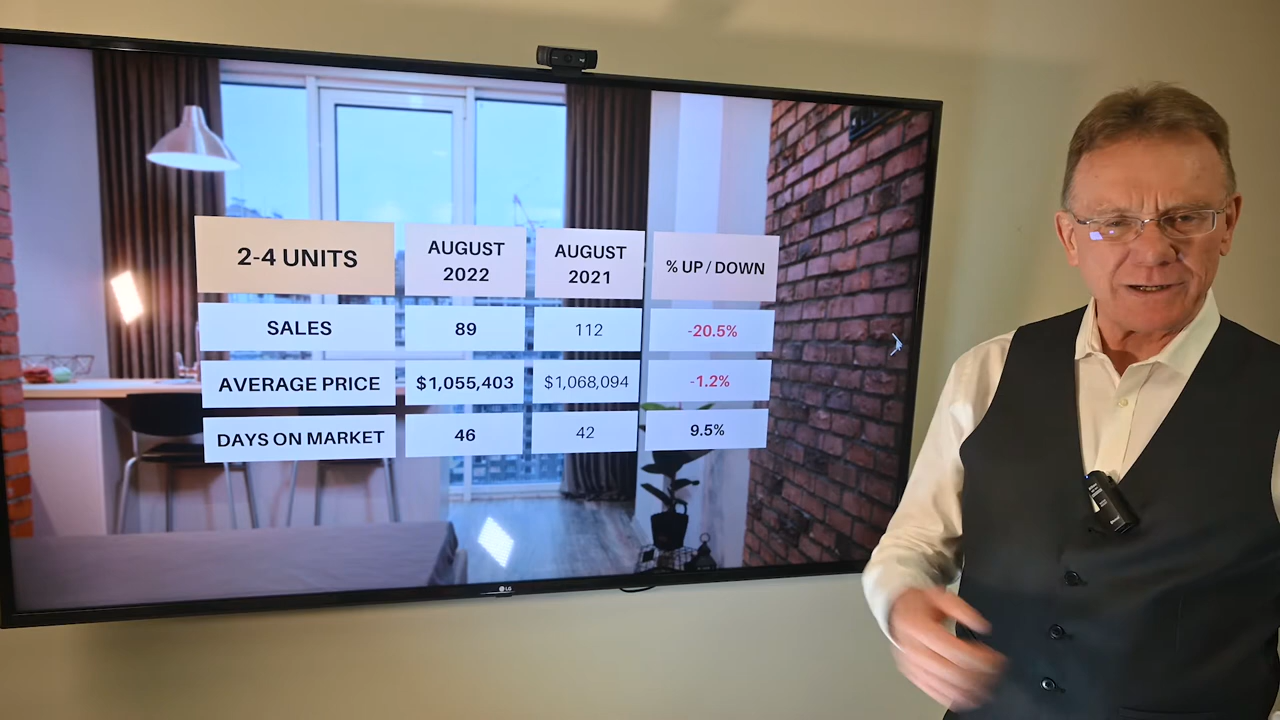 2-4 UNITS
AUGUST
2022
AUGUST
2021
% UP / DOWN
SALES
89
112
-20.5%
AVERAGE PRICE
$1,055,403
$1,068,094
-1.2%
DAYS ON MARKET
46
42
9.5%
LG